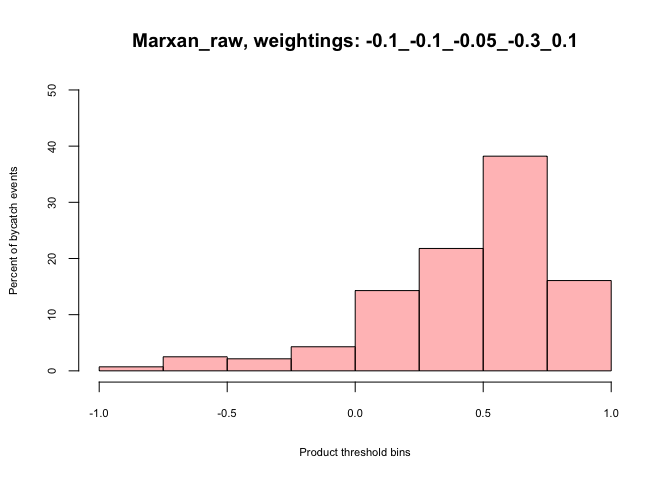 Marxan_raw, weightings: -0.1_-0.1_-0.05_-0.3_0.1
Percent of bycatch events
50
40
30
20
10
0
-1.0 -0.5 0.0 0.5 1.0
Product threshold bins